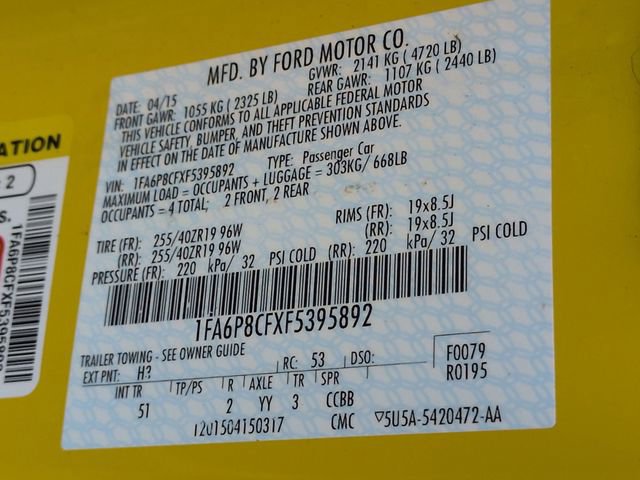 MFD. BY FORD MOTOR CO.
DATE: 04/15 GVWR: 2141 KG ( 4720 LB)
FRONT GAWR: 1055 KG ( 2325 LB) REAR GAWR: 1107 KG ( 2440 LB)
THIS VEHICLE CONFORMS TO ALL APPLICABLE FEDERAL MOTOR
VEHICLE SAFETY, BUMPER, AND THEFT PREVENTION STANDARDS
IN EFFECT ON THE DATE OF MANUFACTURE SHOWN ABOVE.
VIN: 1FA6P8CFXF5395892 TYPE: Passenger Car
MAXIMUM LOAD = OCCUPANTS + LUGGAGE = 303KG/ 668LB
OCCUPANTS = 4 TOTAL; 2 FRONT, 2 REAR
TIRE (FR): 255/40ZR19 96W RIMS (FR): 19x8.5J
(RR): 255/40ZR19 96W (RR): 19x8.5J
PRESSURE (FR): 220 kPa/ 32 PSI COLD (RR): 220 kPa/ 32 PSI COLD
1FA6P8CFXF5395892
TRAILER TOWING - SEE OWNER GUIDE
EXT PNT: H? RC: 53 DSO: F0079
R0195
INT TR TP/PS R AXLE TR SPR
51 2 YY 3 CCBB
1201504150317 CMC ▽5U5A-5420472-AA
ATION
2
s.
1FA6P8CFXF5395892